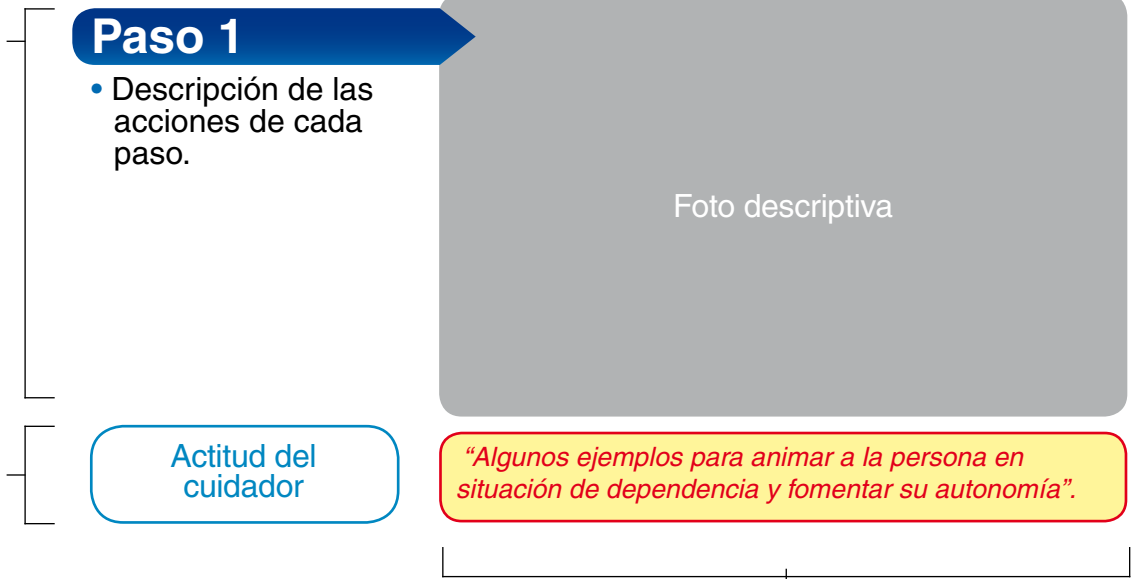 Paso 1
• Descripción de las
acciones de cada
paso.
Foto descriptiva
Actitud del
cuidador
“Algunos ejemplos para animar a la persona en
situación de dependencia y fomentar su autonomía”.